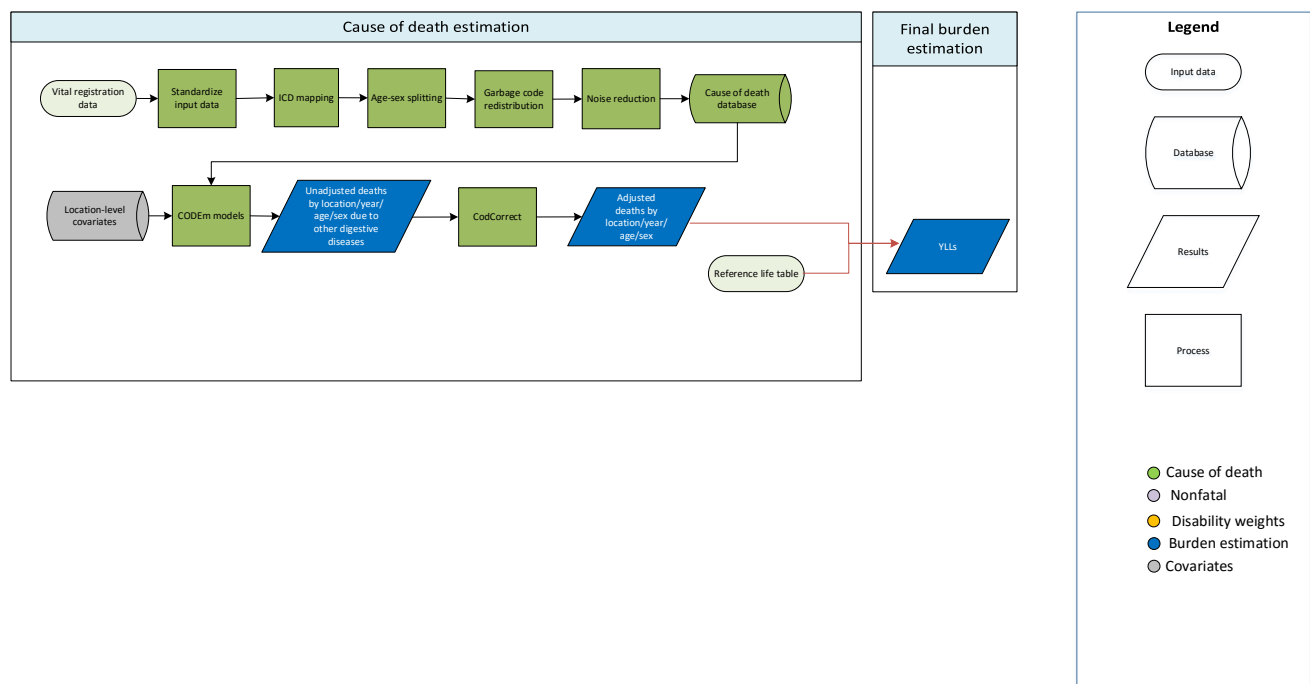 Cause of death estimation
Final burden
estimation
Legend
Input data
Vital registration
data
Standardize
input data
ICD mapping
Age-sex splitting
Garbage code
redistribution
Noise reduction
Cause of death
database
Database
Location-level
covariates
CODEm models
Unadjusted deaths
by location/year/
age/sex due to
other digestive
diseases
CodCorrect
Adjusted
deaths by
location/year/
age/sex
Reference life table
YLLs
Results
Process
Cause of death
Nonfatal
Disability weights
Burden estimation
Covariates